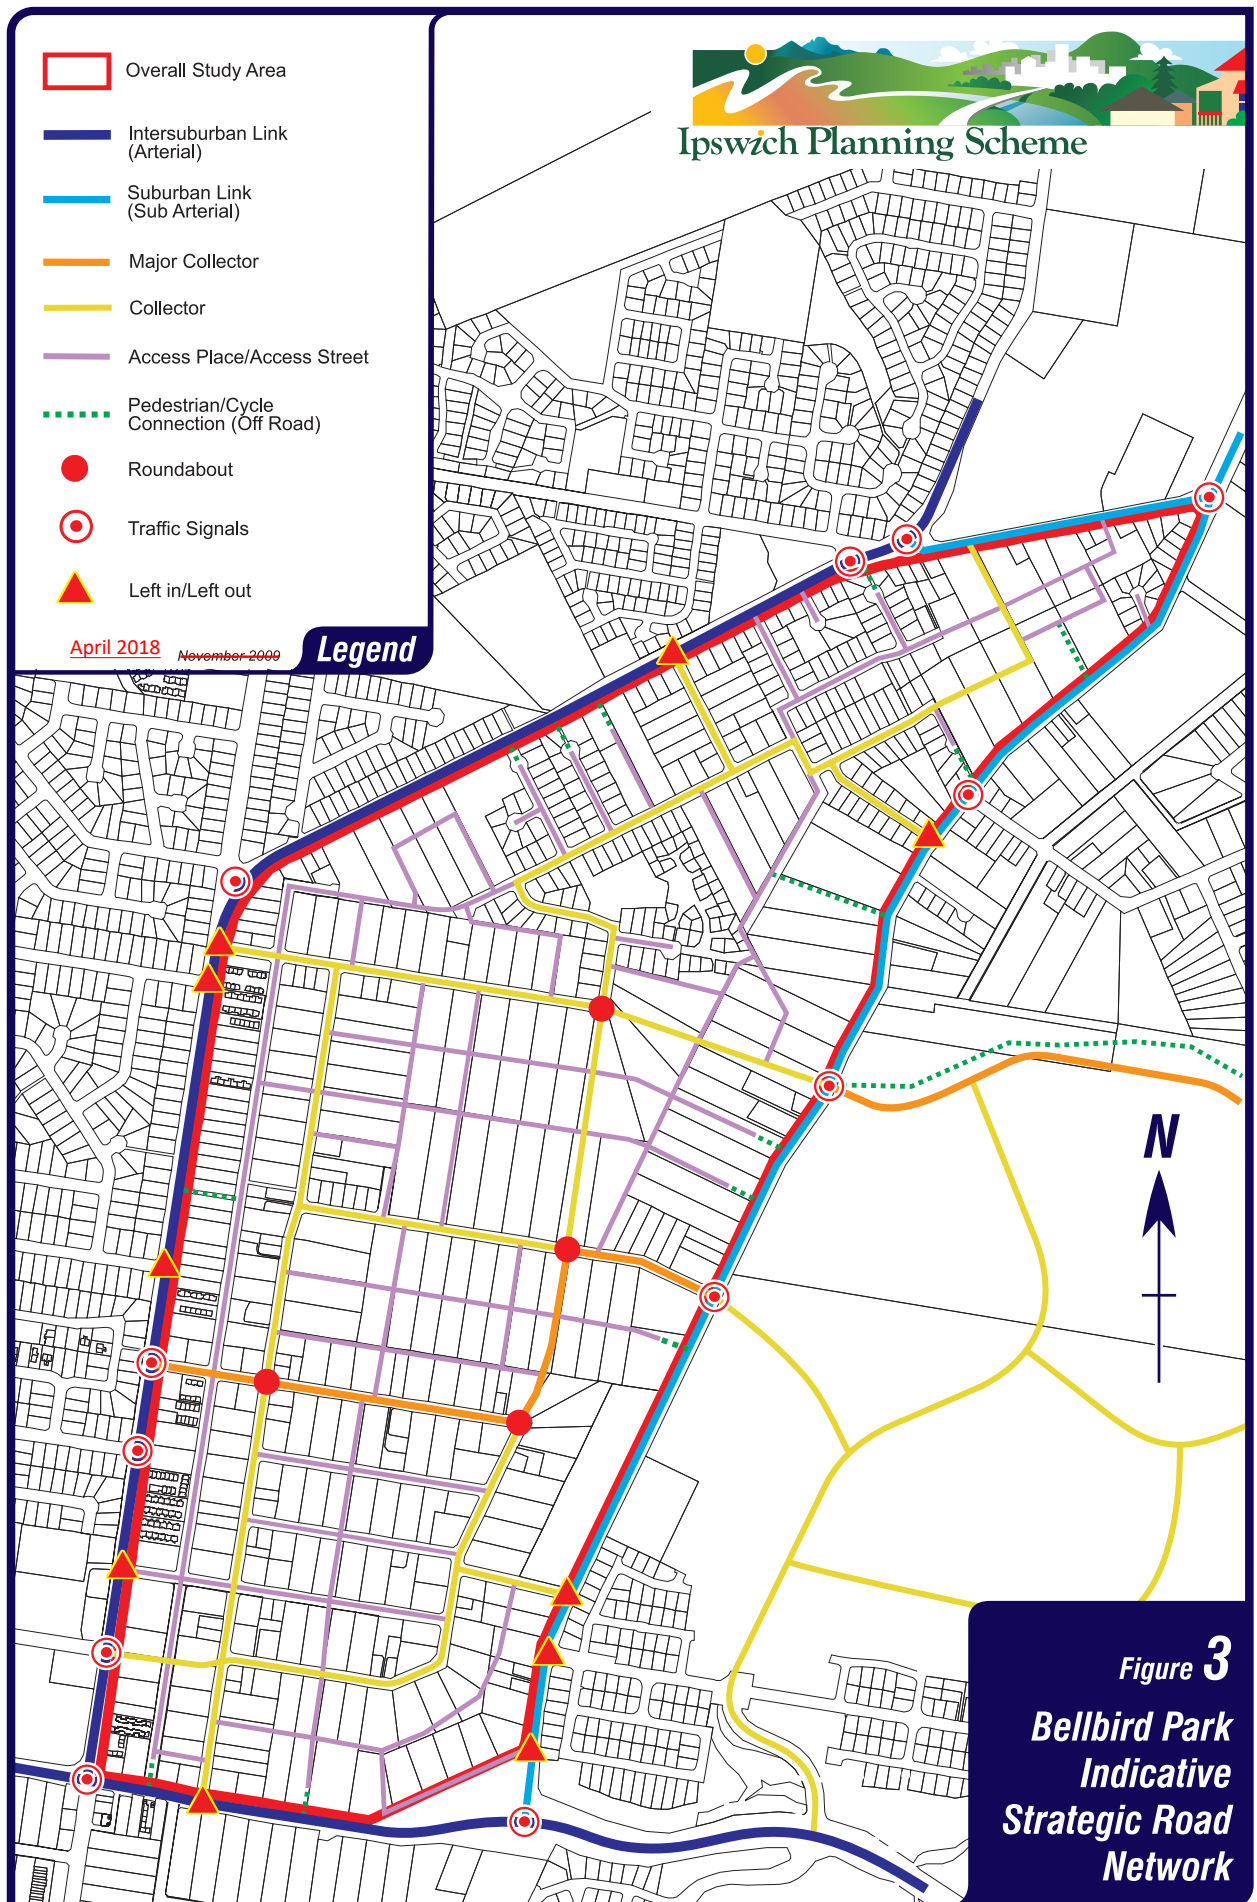 Overall Study Area
Intersuburban Link
(Arterial)
Suburban Link
(Sub Arterial)
Major Collector
Collector
Access Place/Access Street
Pedestrian/Cycle
Connection (Off Road)
Roundabout
Traffic Signals
Left in/Left out
April 2018 November 2009
Legend
Ipswich Planning Scheme
N
Figure 3
Bellbird Park
Indicative
Strategic Road
Network